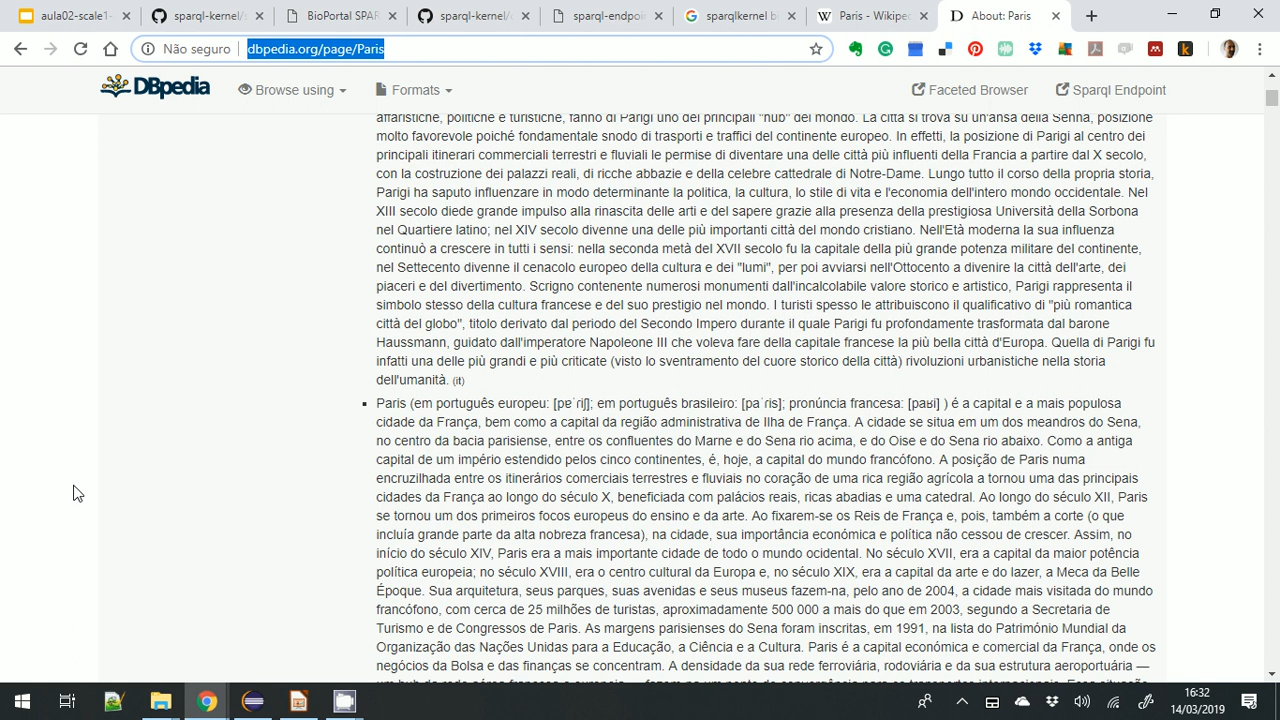 aula02-scale1-
sparql-kernel/
BioPortal SPAR
sparql-kernel/
sparql-endpoin
sparqlkernel b
Paris - Wikipe
About: Paris
Não seguro
dbpedia.org/page/Paris
DBpedia
Browse using
Formats
Faceted Browser
Sparql Endpoint
affaristiche, politiche e turistiche, fanno di Parigi uno dei principali "hub" del mondo. La città si trova su un'ansa della Senna, posizione
molto favorevole poiché fondamentale snodo di trasporti e traffici del continente europeo. In effetti, la posizione di Parigi al centro dei
principali itinerari commerciali terrestri e fluviali le permise di diventare una delle città più influenti della Francia a partire dal X secolo,
con la costruzione dei palazzi reali, di ricche abbazie e della celebre cattedrale di Notre-Dame. Lungo tutto il corso della propria storia,
Parigi ha saputo influenzare in modo determinante la politica, la cultura, lo stile di vita e l'economia dell'intero mondo occidentale. Nel
XIII secolo diede grande impulso alla rinascita delle arti e del sapere grazie alla presenza della prestigiosa Università della Sorbona
nel Quartiere latino; nel XIV secolo divenne una delle più importanti città del mondo cristiano. Nell'Età moderna la sua influenza
continuò a crescere in tutti i sensi: nella seconda metà del XVII secolo fu la capitale della più grande potenza militare del continente,
nel Settecento divenne il cenacolo europeo della cultura e dei "lumi", per poi avviarsi nell'Ottocento a divenire la città dell'arte, dei
piaceri e del divertimento. Scrigno contenente numerosi monumenti dall'incalcolabile valore storico e artistico, Parigi rappresenta il
simbolo stesso della cultura francese e del suo prestigio nel mondo. I turisti spesso le attribuiscono il qualificativo di "più romantica
città del globo", titolo derivato dal periodo del Secondo Impero durante il quale Parigi fu profondamente trasformata dal barone
Haussmann, guidato dall'imperatore Napoleone III che voleva fare della capitale francese la più bella città d'Europa. Quella di Parigi fu
infatti una delle più grandi e più criticate (visto lo sventramento del cuore storico della città) rivoluzioni urbanistiche nella storia
dell'umanità. (it)
Paris (em português europeu: [pɐˈɾiʃ]; em português brasileiro: [paˈɾis]; pronúncia francesa: [paʁi] ) é a capital e a mais populosa
cidade da França, bem como a capital da região administrativa de Ilha de França. A cidade se situa em um dos meandros do Sena,
no centro da bacia parisiense, entre os confluentes do Marne e do Sena rio acima, e do Oise e do Sena rio abaixo. Como a antiga
capital de um império estendido pelos cinco continentes, é, hoje, a capital do mundo francófono. A posição de Paris numa
encruzilhada entre os itinerários comerciais terrestres e fluviais no coração de uma rica região agrícola a tornou uma das principais
cidades da França ao longo do século X, beneficiada com palácios reais, ricas abadias e uma catedral. Ao longo do século XII, Paris
se tornou um dos primeiros focos europeus do ensino e da arte. Ao fixarem-se os Reis de França e, pois, também a corte (o que
incluía grande parte da alta nobreza francesa), na cidade, sua importância económica e política não cessou de crescer. Assim, no
início do século XIV, Paris era a mais importante cidade de todo o mundo ocidental. No século XVII, era a capital da maior potência
política europeia; no século XVIII, era o centro cultural da Europa e, no século XIX, era a capital da arte e do lazer, a Meca da Belle
Époque. Sua arquitetura, seus parques, suas avenidas e seus museus fazem-na, pelo ano de 2004, a cidade mais visitada do mundo
francófono, com cerca de 25 milhões de turistas, aproximadamente 500 000 a mais do que em 2003, segundo a Secretaria de
Turismo e de Congressos de Paris. As margens parisienses do Sena foram inscritas, em 1991, na lista do Património Mundial da
Organização das Nações Unidas para a Educação, a Ciência e a Cultura. Paris é a capital económica e comercial da França, onde os
negócios da Bolsa e das finanças se concentram. A densidade da sua rede ferroviária, rodoviária e da sua estrutura aeroportuária —
16:32
14/03/2019